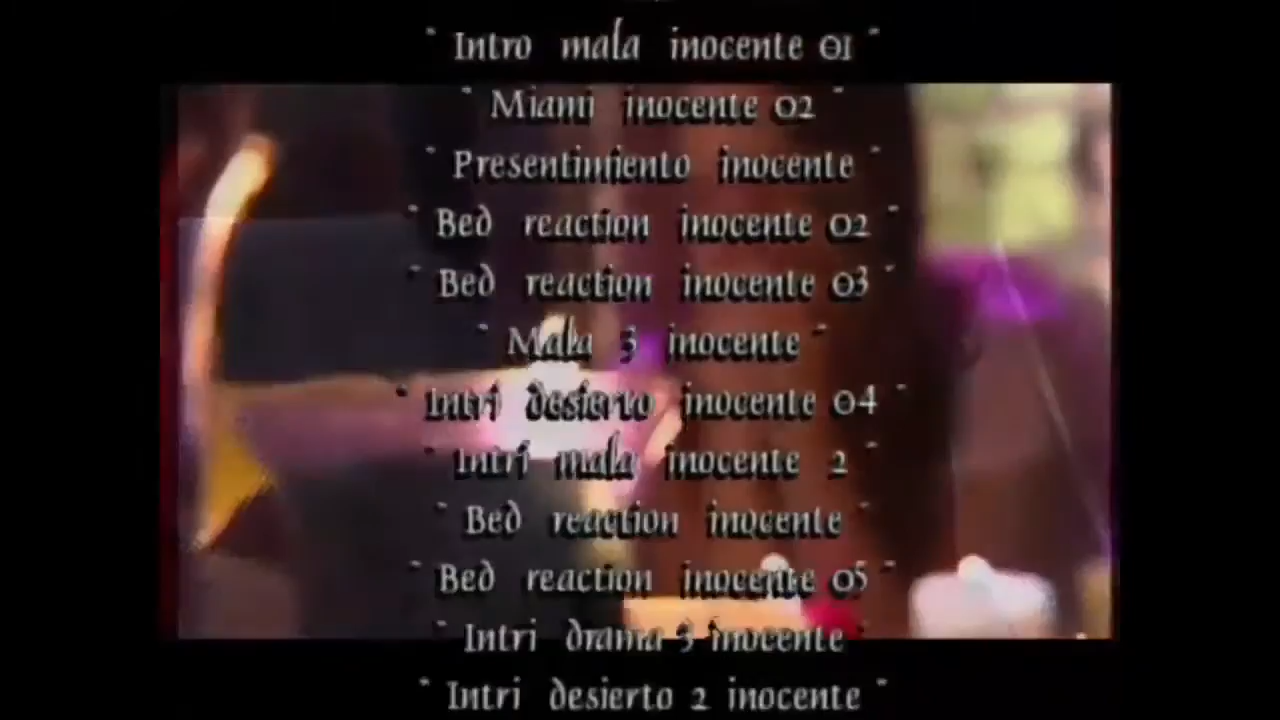 " Intro mala inocente 01 "
" Miami inocente 02 "
" Presentimiento inocente "
" Bed reaction inocente 02 "
" Bed reaction inocente 03 "
" Mala 3 inocente "
" Intri desierto inocente 04 "
" Intri mala inocente 2 "
" Bed reaction inocente "
" Bed reaction inocente 05 "
" Intri drama 3 inocente "
" Intri desierto 2 inocente "